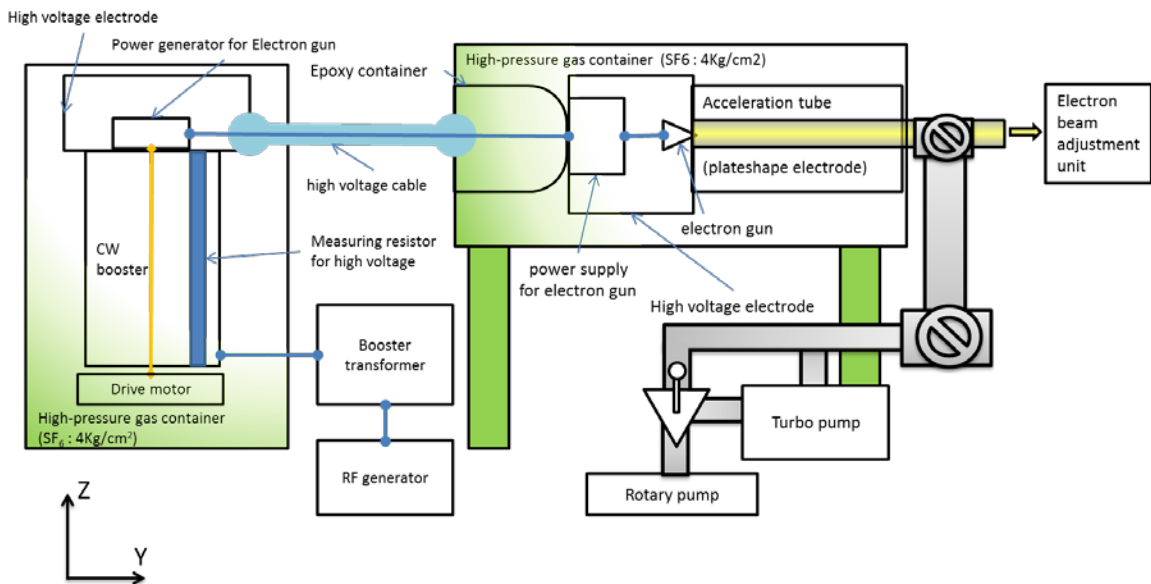 High voltage electrode
Power generator for Electron gun
Epoxy container
High-pressure gas container (SF6 : 4Kg/cm2)
Acceleration tube
(plateshape electrode)
Electron
beam
adjustment
unit
high voltage cable
electron gun
CW
booster
Measuring resistor
for high voltage
power supply
for electron gun
High voltage electrode
Booster
transformer
Drive motor
High-pressure gas container
(SF₆ : 4Kg/cm²)
Turbo pump
RF generator
Rotary pump
Z
Y